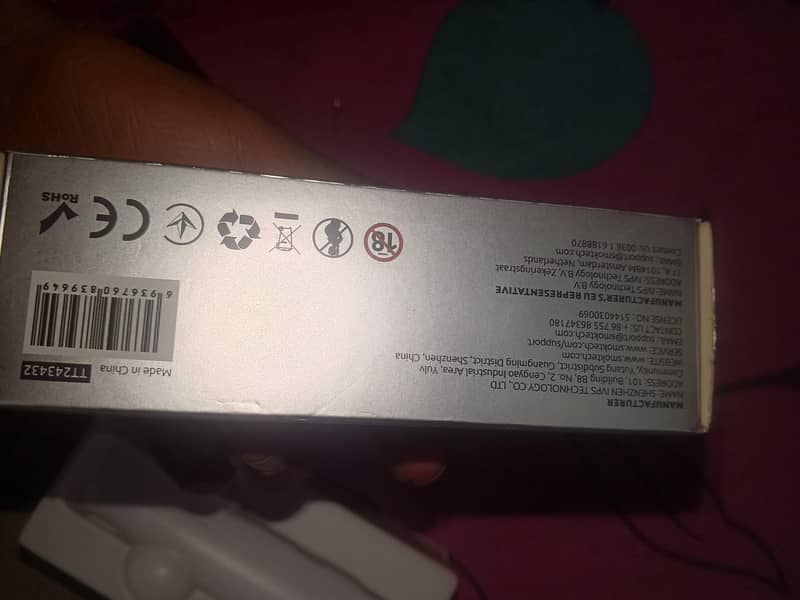 MANUFACTURER
NAME: SHENZHEN IVPS TECHNOLOGY CO., LTD
ADDRESS: 101, Building B8, No. 2, Cengyao Industrial Area, Yulv
Community, Yutang Subdistrict, Guangming District, Shenzhen, China
WEBSITE: www.smoktech.com
SERVICE: www.smoktech.com/support
EMAIL: support@smoktech.com
CONTACT US: + 86 755 86347180
LICENSE NO.: 5144030069
MANUFACTURER'S EU REPRESENTATIVE
NAME: IVPS Technology B.V
ADDRESS: IVPS Technology B.V, Zekeringstraat
17 A, 1014BM Amsterdam, Netherlands
EMAIL: support@smoktech.com
Contact Us: 0036 1 6188870
Made in China
TT243432
6 936760 839649
18
CE
RoHS